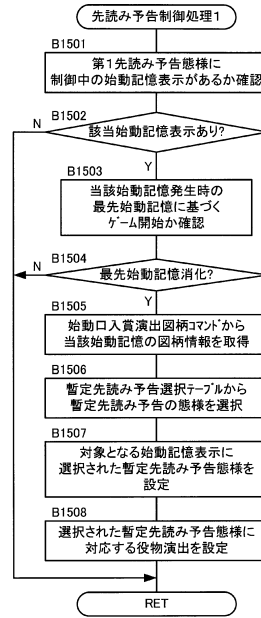 先読み予告制御処理1
B1501
第1先読み予告態様に
制御中の始動記憶表示があるか確認
B1502
N
該当始動記憶表示あり?
Y
B1503
当該始動記憶発生時の
最先始動記憶に基づく
ゲーム開始か確認
B1504
N
最先始動記憶消化?
Y
B1505
始動口入賞演出図柄コマンドから
当該始動記憶の図柄情報を取得
B1506
暫定先読み予告選択テーブルから
暫定先読み予告の態様を選択
B1507
対象となる始動記憶表示に
選択された暫定先読み予告態様を
設定
B1508
選択された暫定先読み予告態様に
対応する役物演出を設定
RET